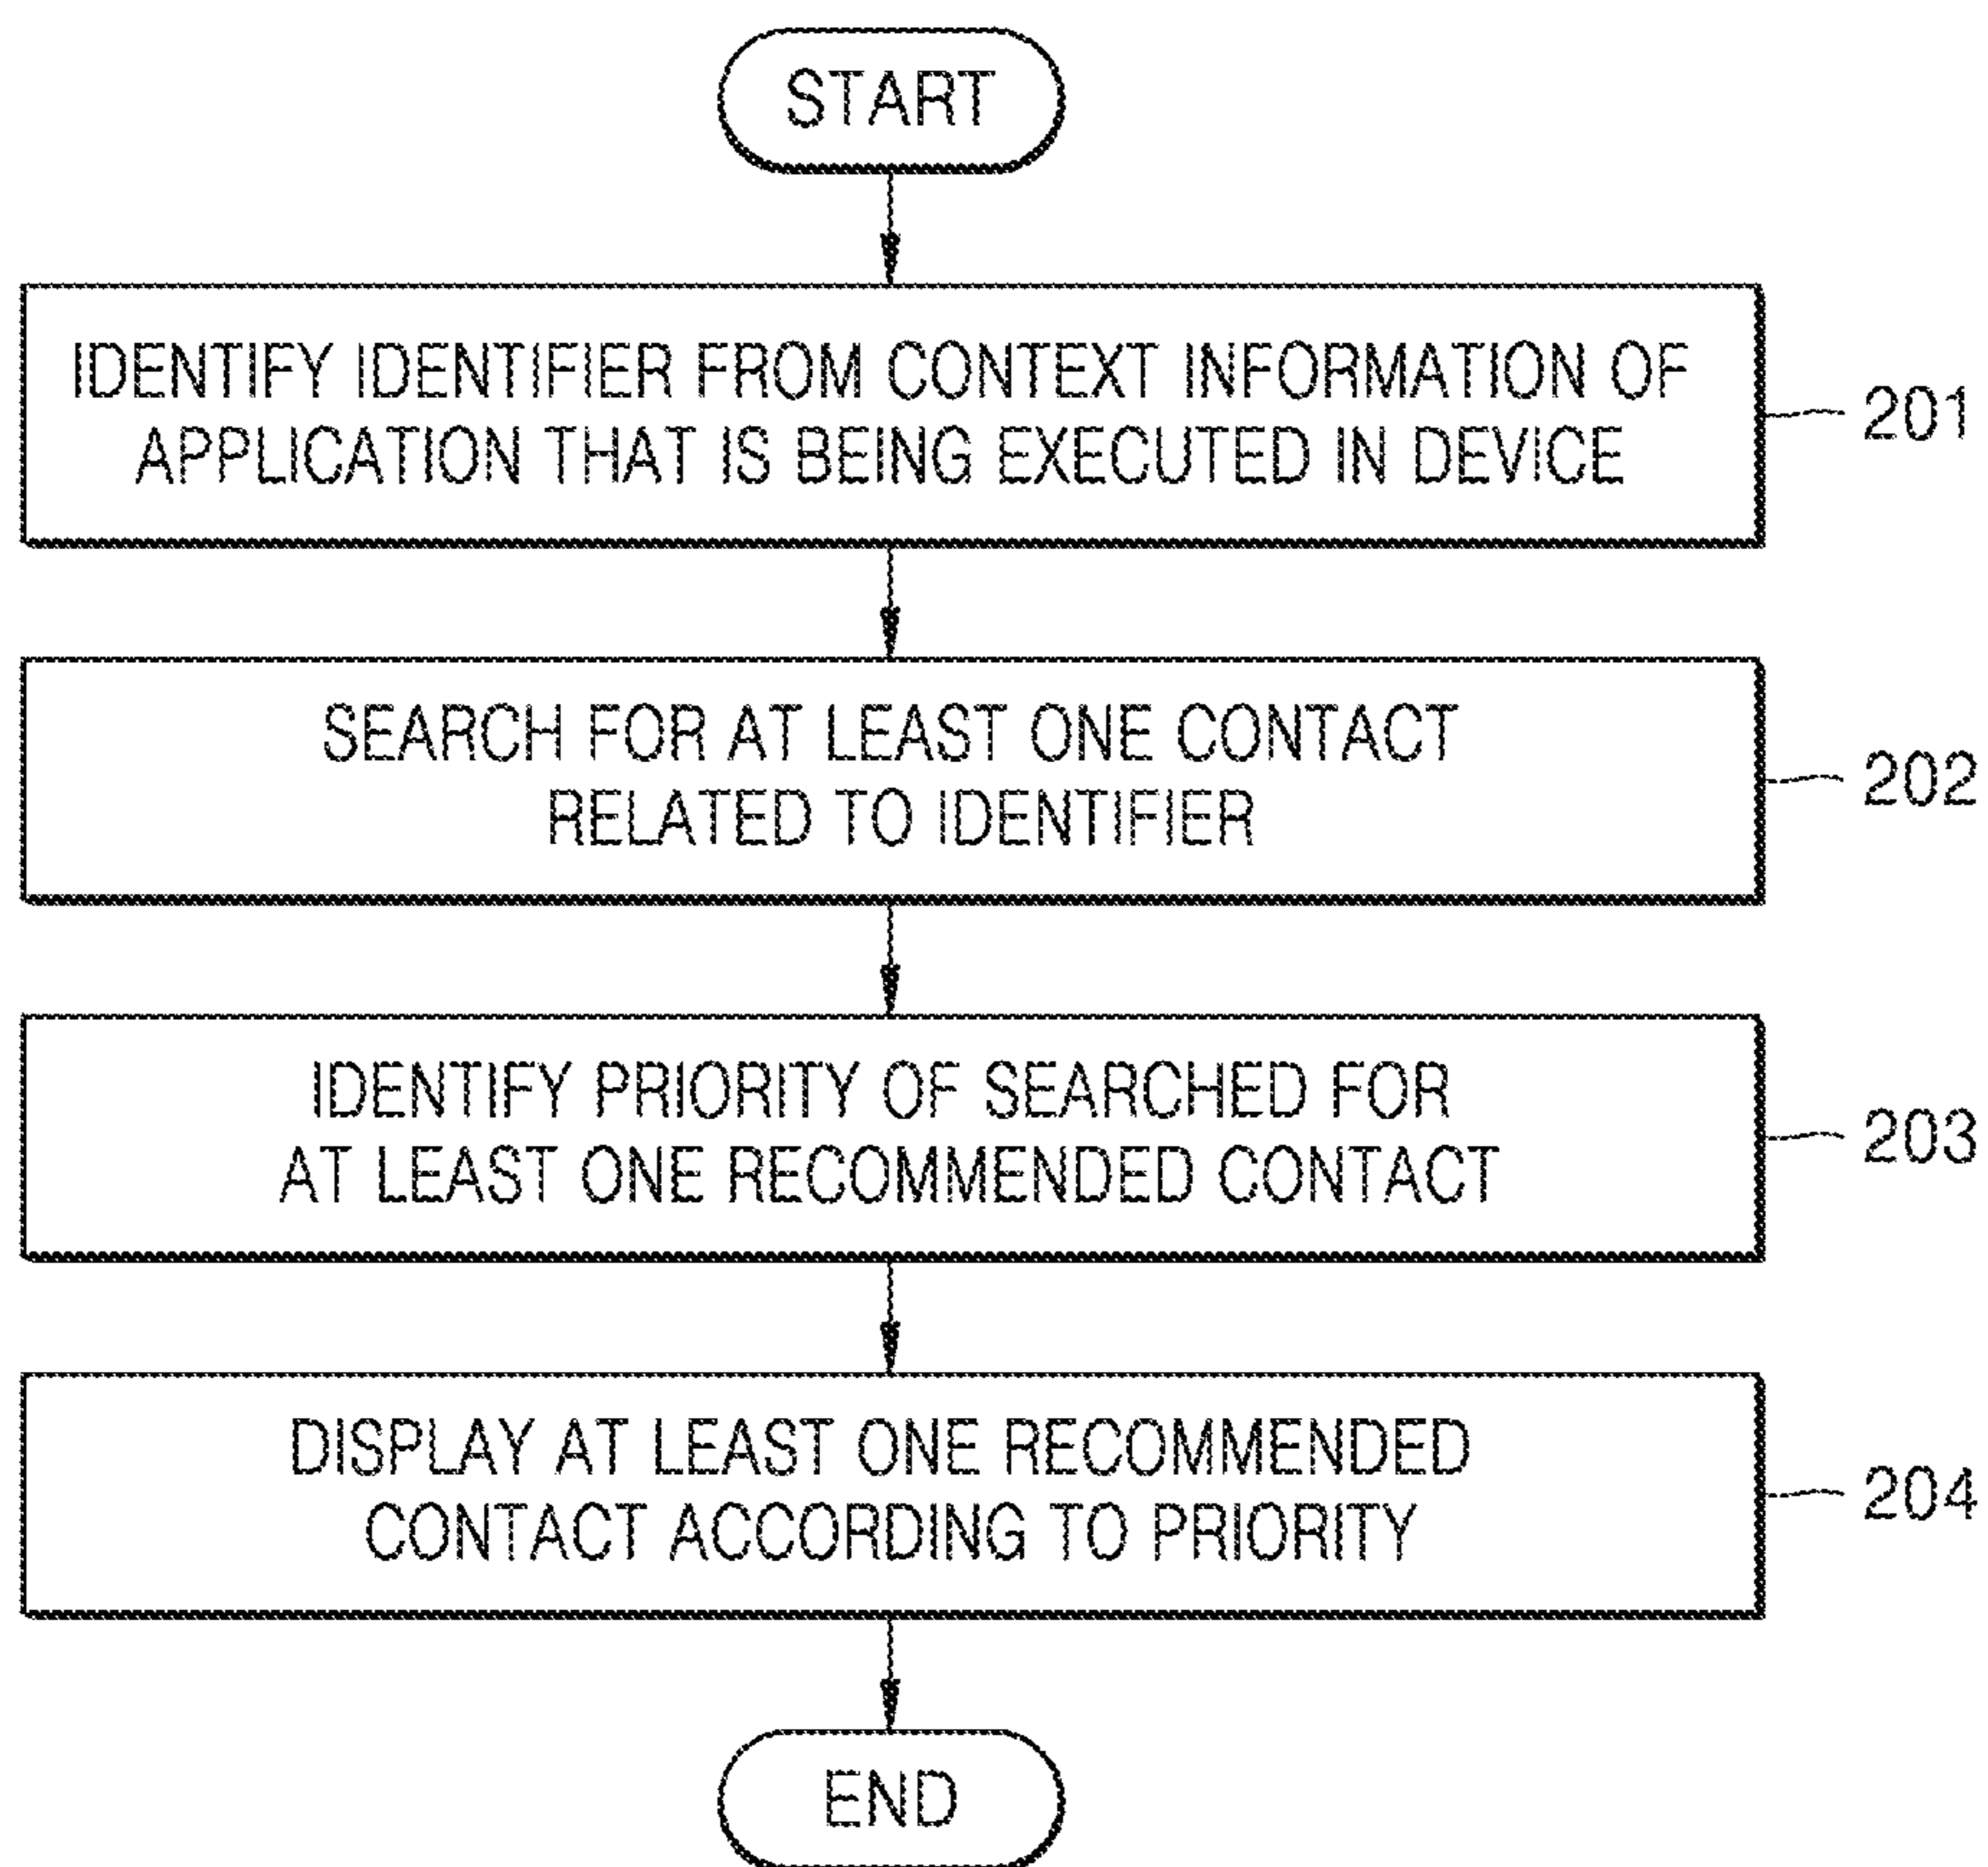 START
IDENTIFY IDENTIFIER FROM CONTEXT INFORMATION OF
APPLICATION THAT IS BEING EXECUTED IN DEVICE
201
SEARCH FOR AT LEAST ONE CONTACT
RELATED TO IDENTIFIER
202
IDENTIFY PRIORITY OF SEARCHED FOR
AT LEAST ONE RECOMMENDED CONTACT
203
DISPLAY AT LEAST ONE RECOMMENDED
CONTACT ACCORDING TO PRIORITY
204
END